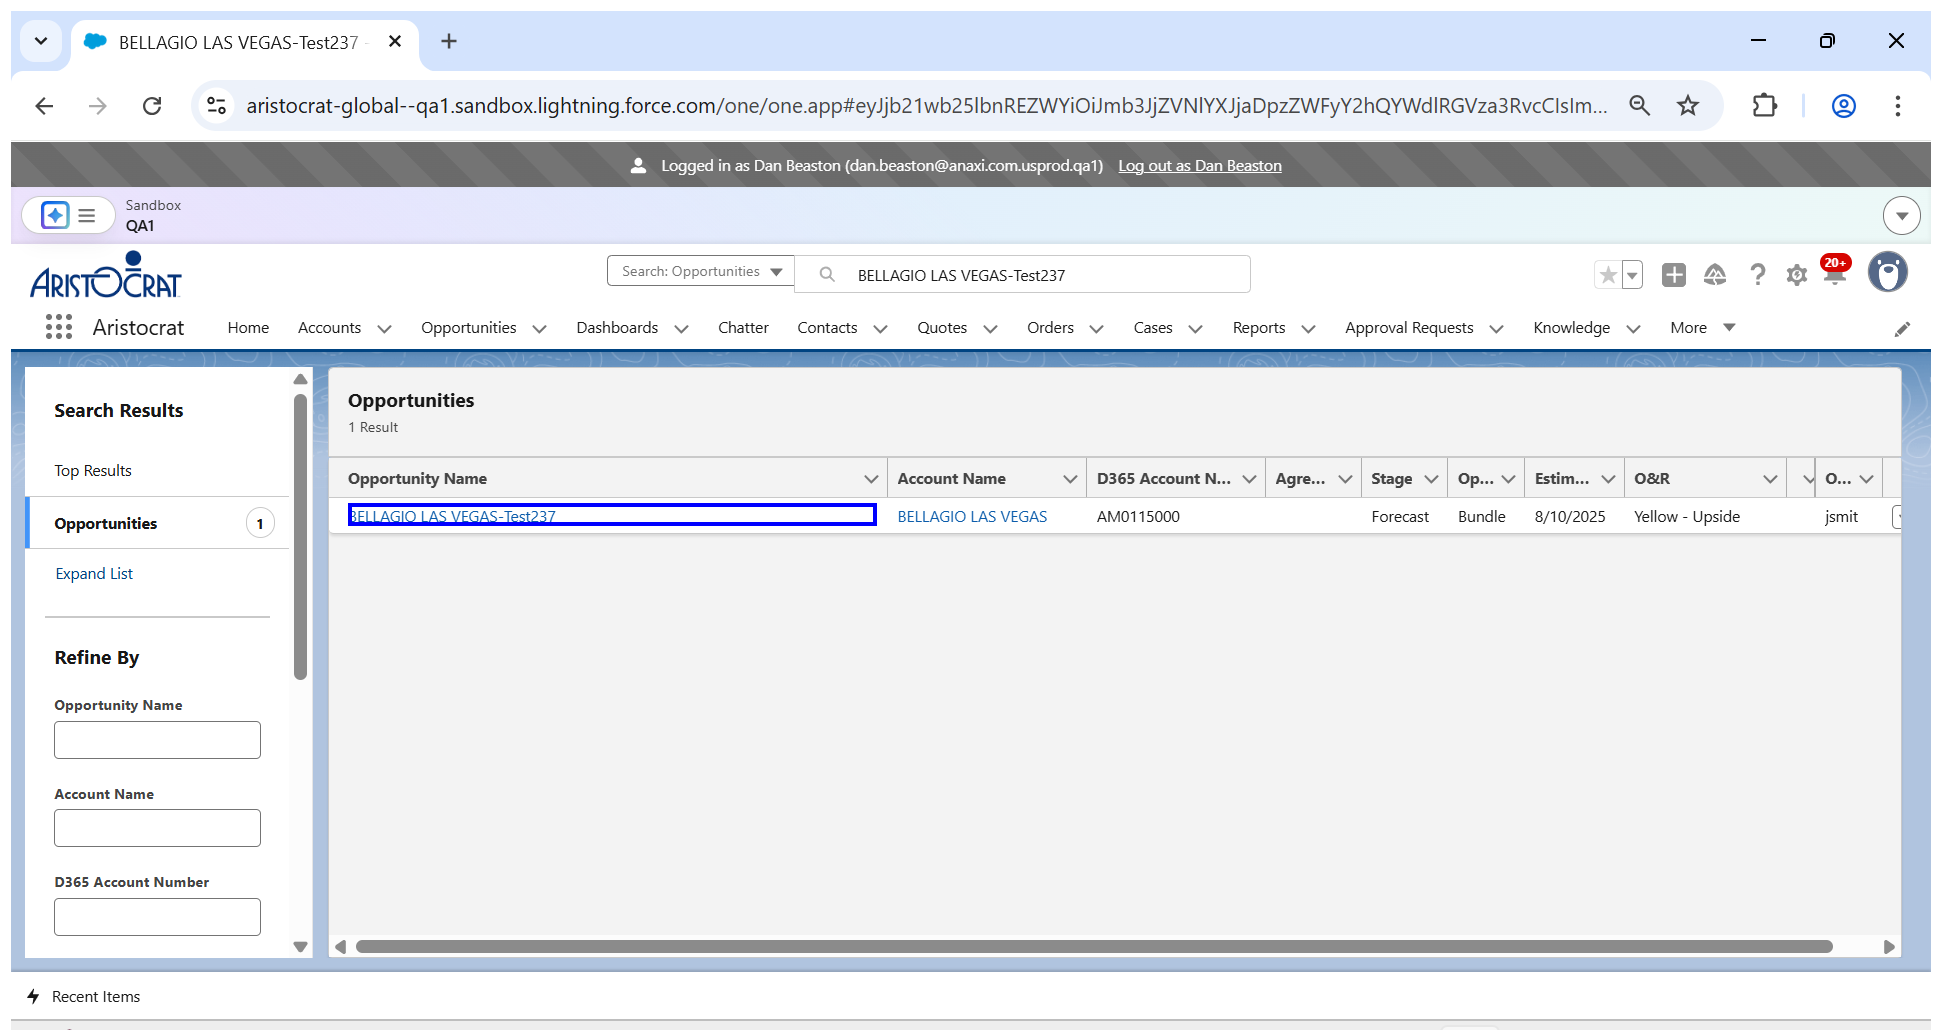 BELLAGIO LAS VEGAS-Test237 -
aristocrat-global--qa1.sandbox.lightning.force.com/one/one.app#eyJjb21wb25lbnREZWYiOiJmb3JjZVNlYXJjaDpzZWFyY2hQYWdlRGVza3RvcCIsIm...
Logged in as Dan Beaston (dan.beaston@anaxi.com.usprod.qa1) Log out as Dan Beaston
Sandbox
QA1
ARISTOCRAT
Search: Opportunities
BELLAGIO LAS VEGAS-Test237
20+
Aristocrat Home Accounts Opportunities Dashboards Chatter Contacts Quotes Orders Cases Reports Approval Requests Knowledge More
Search Results
Top Results
Opportunities 1
Expand List
Refine By
Opportunity Name
Account Name
D365 Account Number
Opportunities
1 Result
Opportunity Name Account Name D365 Account N... Agre... Stage Op... Estim... O&R O...
BELLAGIO LAS VEGAS-Test237 BELLAGIO LAS VEGAS AM0115000 Forecast Bundle 8/10/2025 Yellow - Upside jsmit
Recent Items